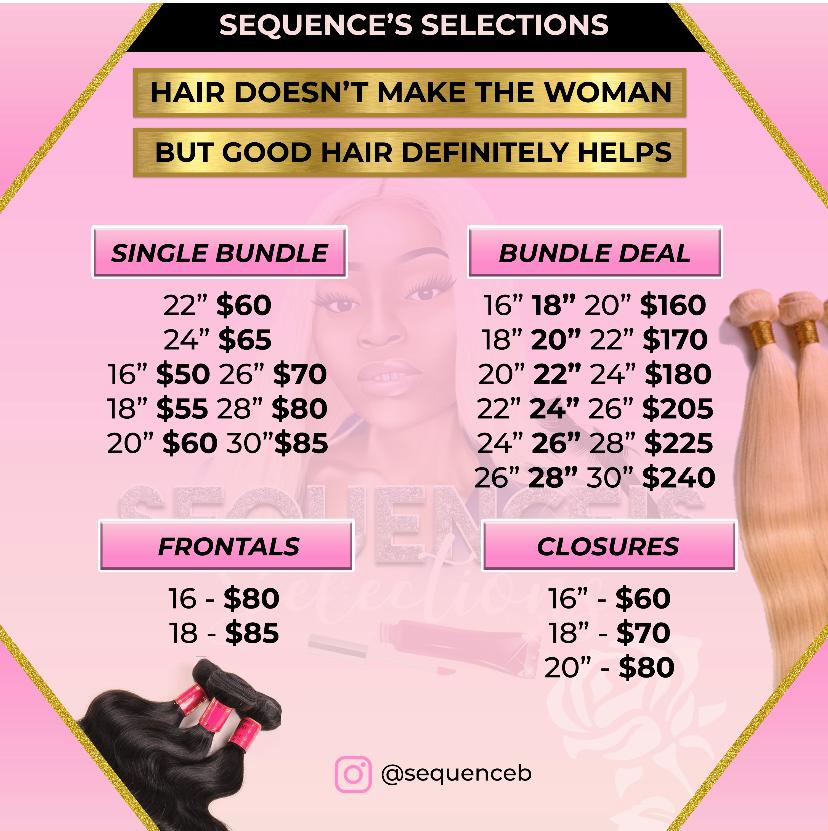 SEQUENCE’S SELECTIONS
HAIR DOESN’T MAKE THE WOMAN
BUT GOOD HAIR DEFINITELY HELPS
SINGLE BUNDLE
22” $60
24” $65
16” $50 26” $70
18” $55 28” $80
20” $60 30”$85
BUNDLE DEAL
16” 18” 20” $160
18” 20” 22” $170
20” 22” 24” $180
22” 24” 26” $205
24” 26” 28” $225
26” 28” 30” $240
SEQUENCE'S
Selections
FRONTALS
16 - $80
18 - $85
CLOSURES
16” - $60
18” - $70
20” - $80
@sequenceb